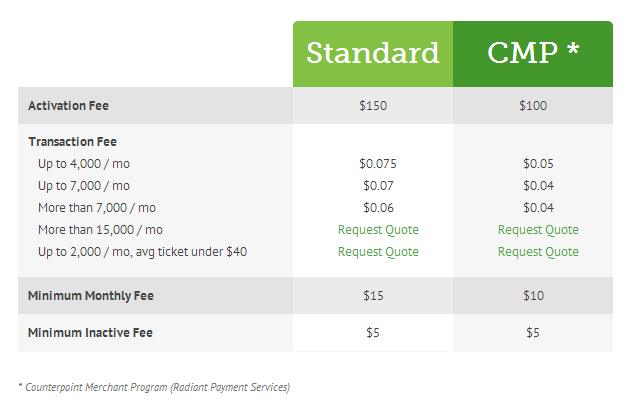 Standard CMP *
Activation Fee $150 $100
Transaction Fee
Up to 4,000 / mo $0.075 $0.05
Up to 7,000 / mo $0.07 $0.04
More than 7,000 / mo $0.06 $0.04
More than 15,000 / mo Request Quote Request Quote
Up to 2,000 / mo, avg ticket under $40 Request Quote Request Quote
Minimum Monthly Fee $15 $10
Minimum Inactive Fee $5 $5
* Counterpoint Merchant Program (Radiant Payment Services)